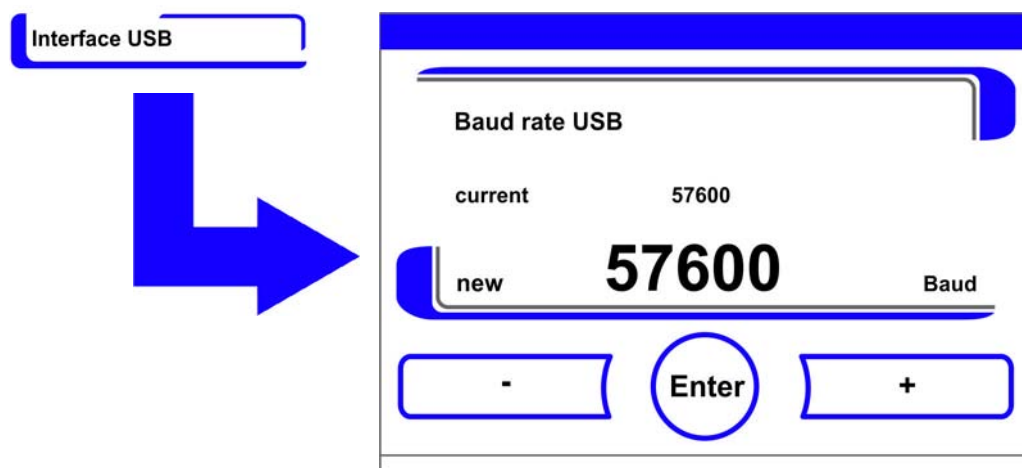 Interface USB
Baud rate USB
current 57600
new 57600 Baud
- Enter +